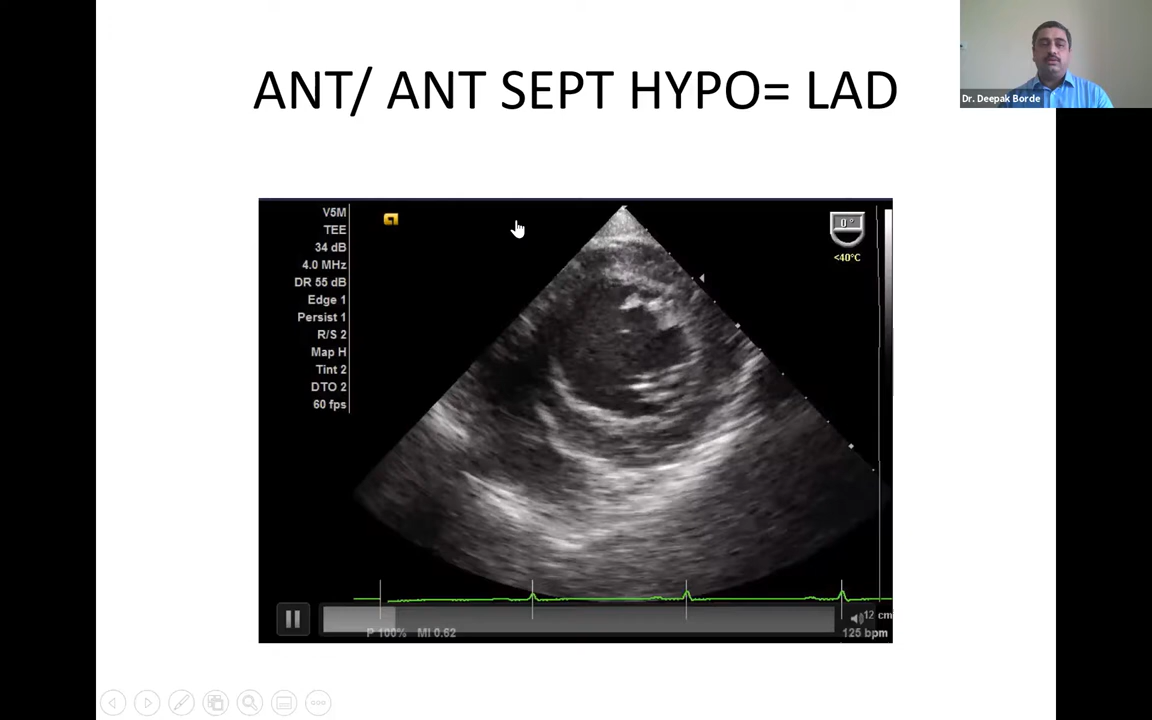 ANT/ ANT SEPT HYPO= LAD
Dr. Deepak Borde
V5M
TEE
34 dB
4.0 MHz
DR 55 dB
Edge 1
Persist 1
R/S 2
Map H
Tint 2
DTO 2
60 fps
0°
<40°C
P 100% MI 0.62
12 cm
125 bpm